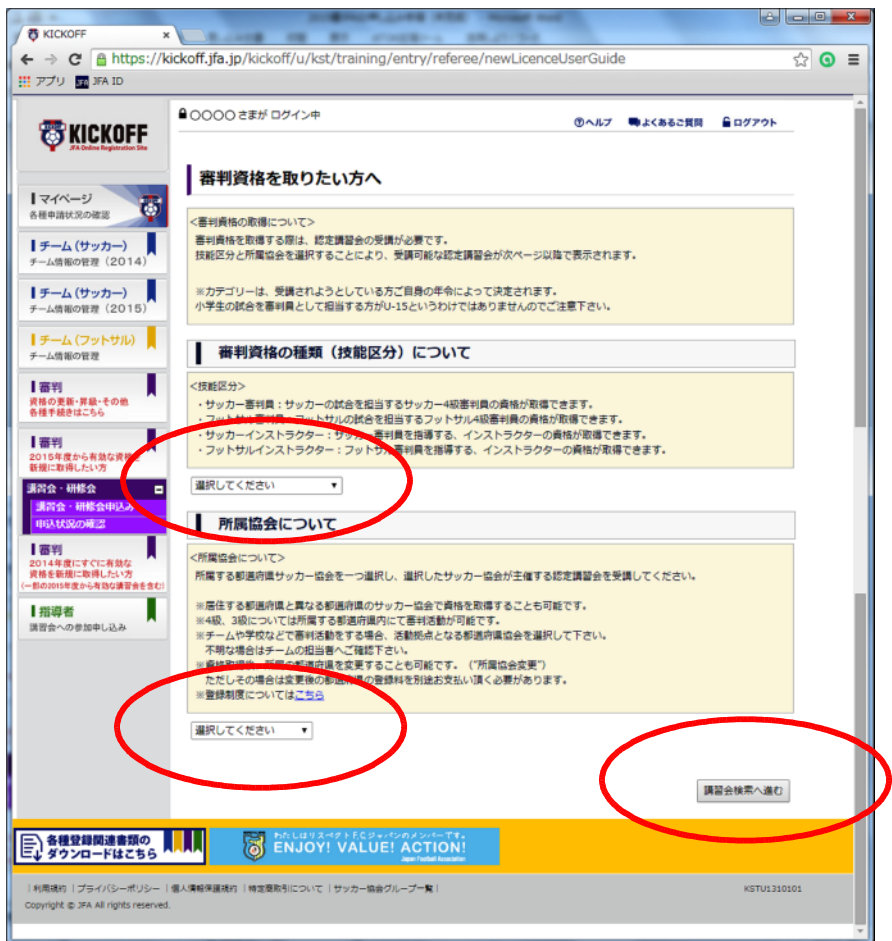 KICKOFF
https://kickoff.jfa.jp/kickoff/u/kst/training/entry/referee/newLicenceUserGuide
アプリ JFA JFA ID
KICKOFF
JFA Online Registration Site
○○○○ さまが ログイン中
ヘルプ よくあるご質問 ログアウト
マイページ
各種申請状況の確認
チーム (サッカー)
チーム情報の管理 (2014)
チーム (サッカー)
チーム情報の管理 (2015)
チーム (フットサル)
チーム情報の管理
審判
資格の更新・昇級・その他
各種手続きはこちら
審判
2015年度から有効な資格
新規に取得したい方
講習会・研修会
講習会・研修会申込み
申込状況の確認
審判
2014年度にすぐに有効な
資格を新規に取得したい方
(一部の2015年度から有効な講習会を含む)
指導者
講習会への参加申し込み
審判資格を取りたい方へ
<審判資格の取得について>
審判資格を取得する際は、認定講習会の受講が必要です。
技能区分と所属協会を選択することにより、受講可能な認定講習会が次ページ以降で表示されます。
※カテゴリーは、受講されようとしている方ご自身の年令によって決定されます。
小学生の試合を審判員として担当する方がU-15というわけではありませんのでご注意下さい。
審判資格の種類（技能区分）について
<技能区分>
・サッカー審判員：サッカーの試合を担当するサッカー4級審判員の資格が取得できます。
・フットサル審判員：フットサルの試合を担当するフットサル4級審判員の資格が取得できます。
・サッカーインストラクター：サッカー審判員を指導する、インストラクターの資格が取得できます。
・フットサルインストラクター：フットサル審判員を指導する、インストラクターの資格が取得できます。
選択してください
所属協会について
<所属協会について>
所属する都道府県サッカー協会を一つ選択し、選択したサッカー協会が主催する認定講習会を受講してください。
※居住する都道府県と異なる都道府県のサッカー協会で資格を取得することも可能です。
※4級、3級については所属する都道府県内にて審判活動が可能です。
※チームや学校などで審判活動をする場合、活動拠点となる都道府県協会を選択して下さい。
不明な場合はチームの担当者へご確認下さい。
※資格取得後、所属の都道府県を変更することも可能です。（"所属協会変更"）
ただしその場合は変更後の都道府県の登録料を別途お支払い頂く必要があります。
※登録制度についてはこちら
選択してください
講習会検索へ進む
各種登録関連書類の
ダウンロードはこちら
わたしはリスペクトF.C.ジャパンのメンバーです。
ENJOY! VALUE! ACTION!
Japan Football Association
｜利用規約｜プライバシーポリシー｜個人情報保護規約｜特定商取引について｜サッカー協会グループ一覧｜
KSTU1310101
Copyright © JFA All rights reserved.